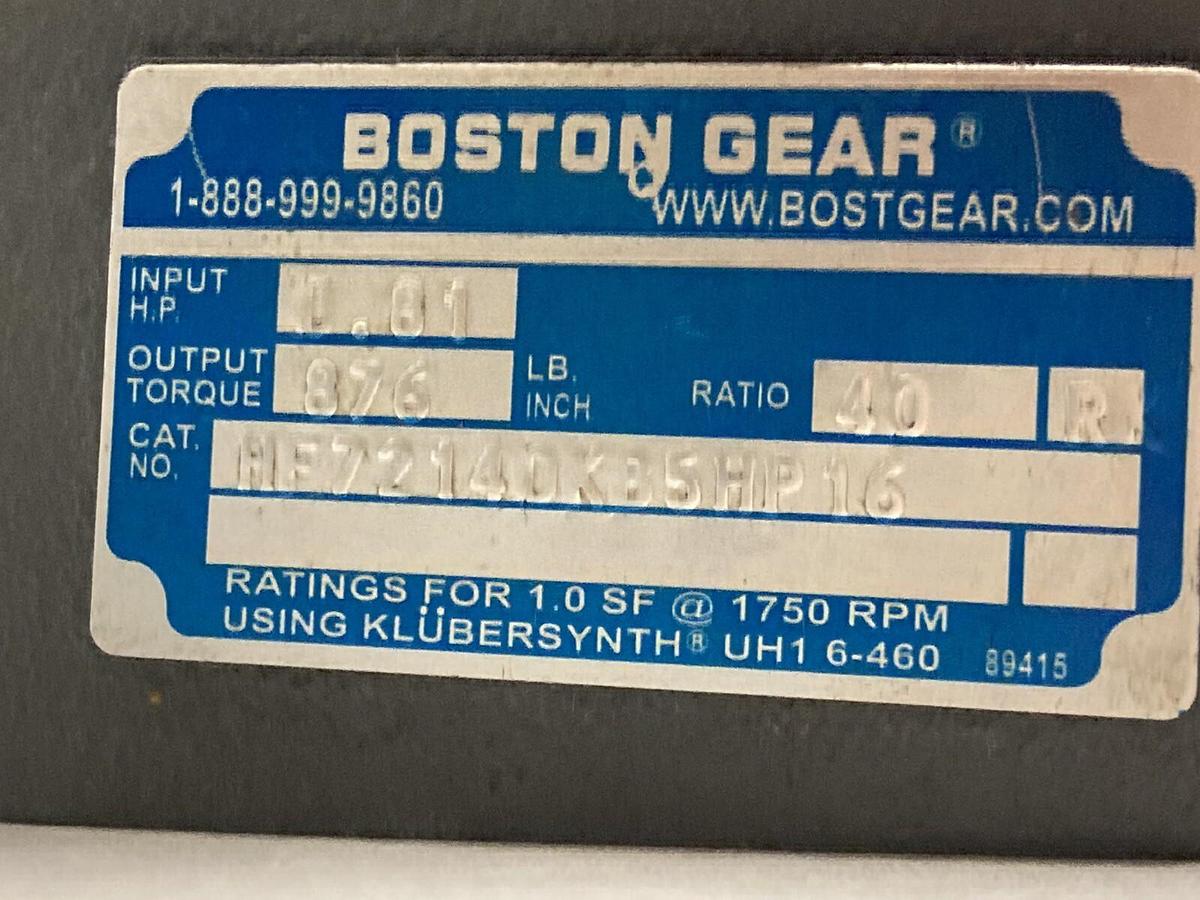 BOSTON GEAR®
1-888-999-9860 WWW.BOSTGEAR.COM
INPUT H.P. 1.81
OUTPUT TORQUE 876 LB. INCH RATIO 40 R
CAT. NO. HF72140KB5HP16
RATINGS FOR 1.0 SF @ 1750 RPM
USING KLÜBERSYNTH® UH1 6-460 89415